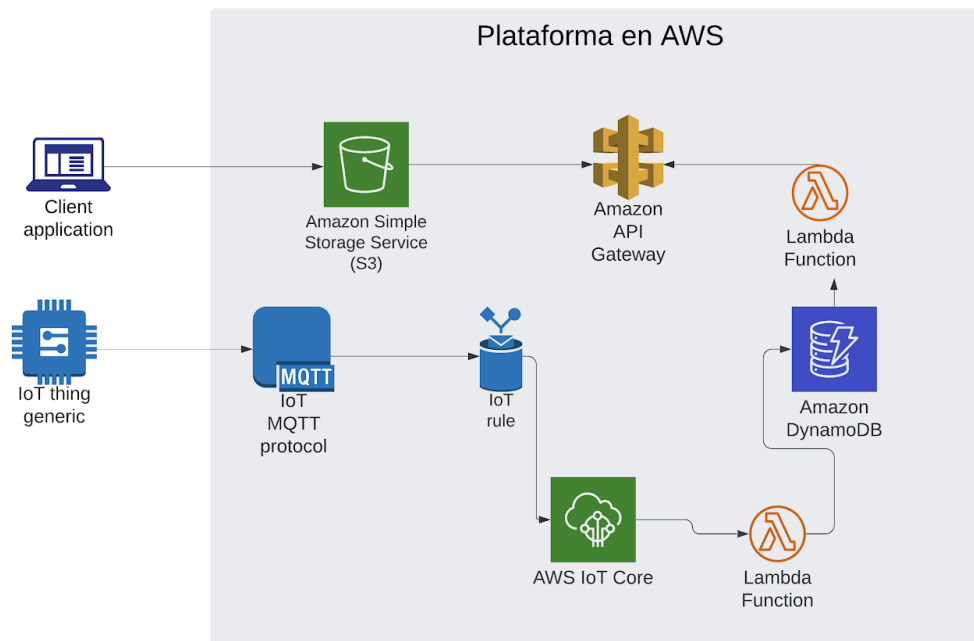 Plataforma en AWS
Client
application
Amazon Simple
Storage Service
(S3)
Amazon
API
Gateway
Lambda
Function
IoT thing
generic
MQTT
IoT
MQTT
protocol
IoT
rule
Amazon
DynamoDB
AWS IoT Core
Lambda
Function